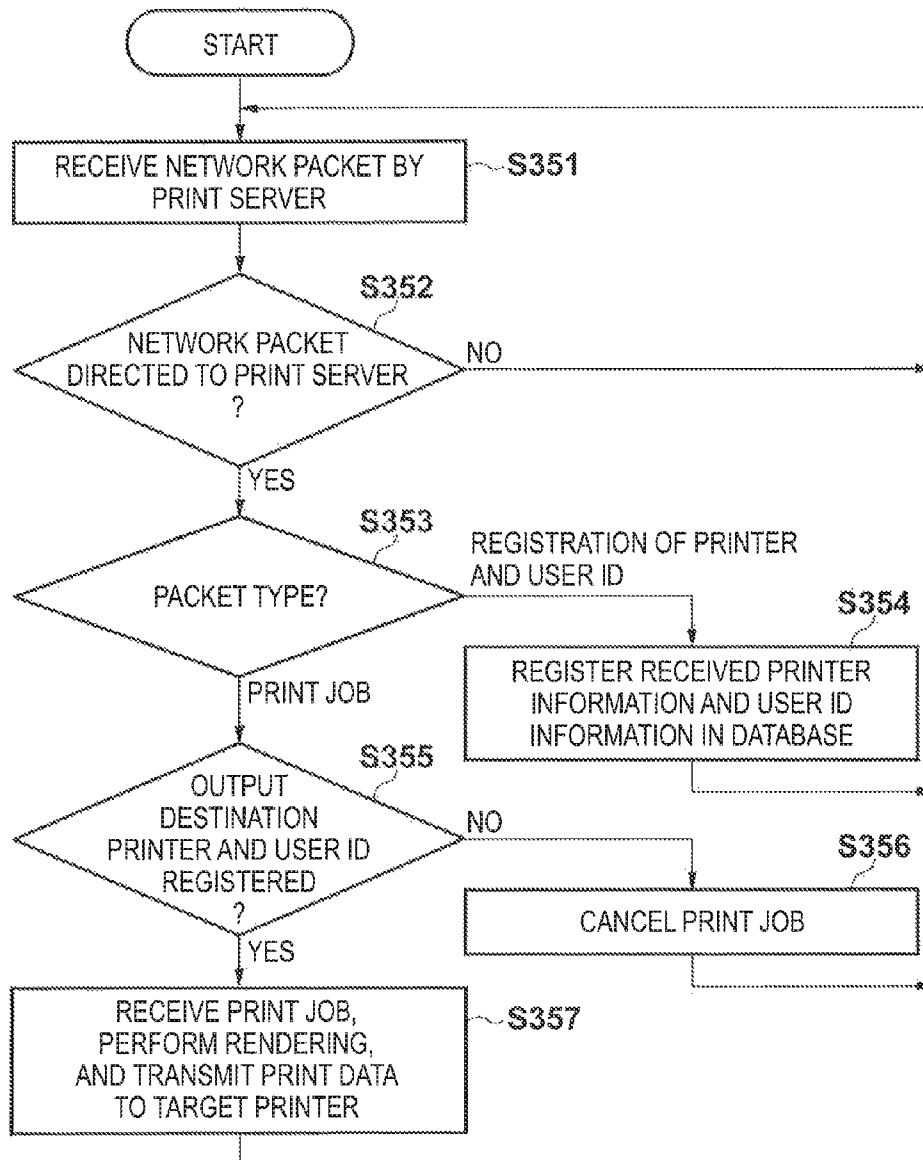 START
RECEIVE NETWORK PACKET BY
PRINT SERVER
S351
S352
NETWORK PACKET
DIRECTED TO PRINT SERVER
?
NO
YES
S353
PACKET TYPE?
REGISTRATION OF PRINTER
AND USER ID
S354
REGISTER RECEIVED PRINTER
INFORMATION AND USER ID
INFORMATION IN DATABASE
PRINT JOB
S355
OUTPUT
DESTINATION
PRINTER AND USER ID
REGISTERED
?
NO
S356
CANCEL PRINT JOB
YES
RECEIVE PRINT JOB,
PERFORM RENDERING,
AND TRANSMIT PRINT DATA
TO TARGET PRINTER
S357